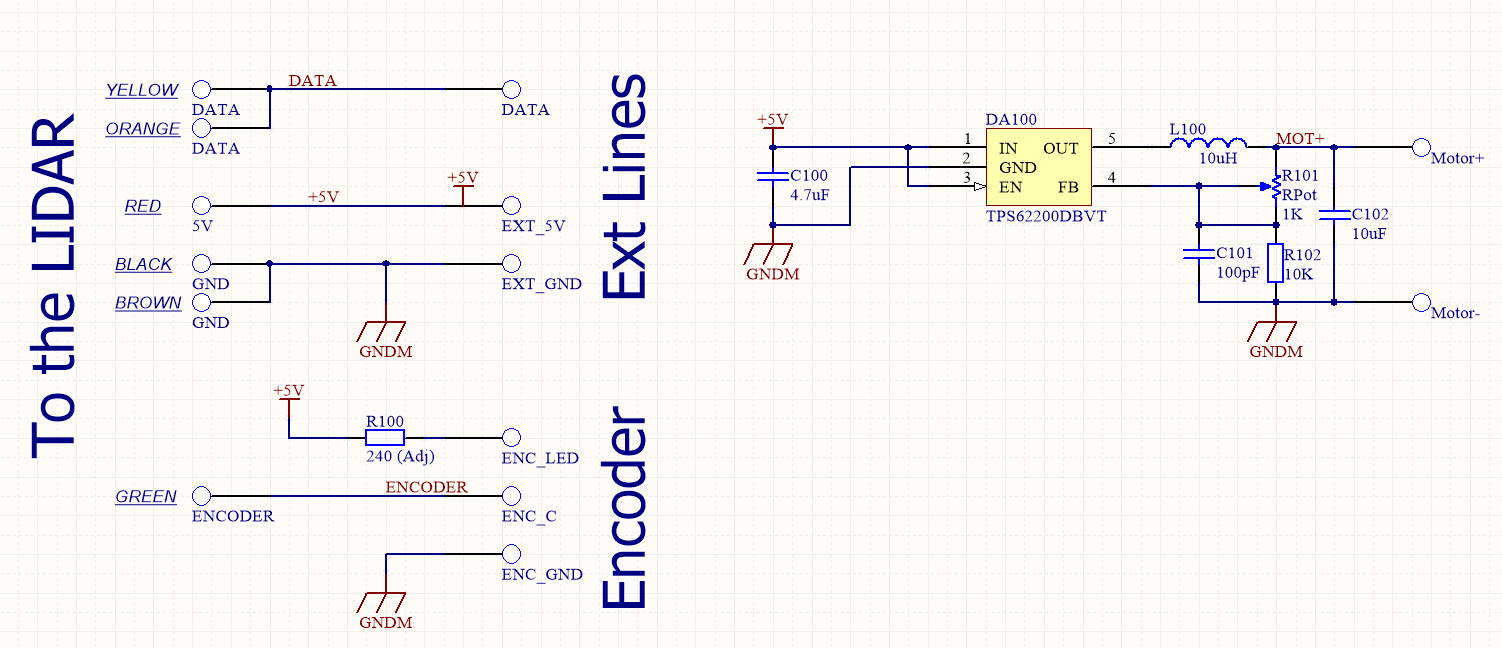 To the LIDAR
YELLOW
DATA
DATA
DATA
ORANGE
DATA
RED
5V
+5V
+5V
EXT_5V
BLACK
GND
EXT_GND
BROWN
GND
GNDM
Ext Lines
+5V
R100
240 (Adj)
ENC_LED
GREEN
ENCODER
ENCODER
ENC_C
ENC_GND
GNDM
Encoder
+5V
C100
4.7uF
GNDM
DA100
1 IN OUT 5
2 GND
3 EN FB 4
TPS62200DBVT
L100
10uH
MOT+
Motor+
R101
RPot
1K
C102
10uF
C101
100pF
R102
10K
Motor-
GNDM